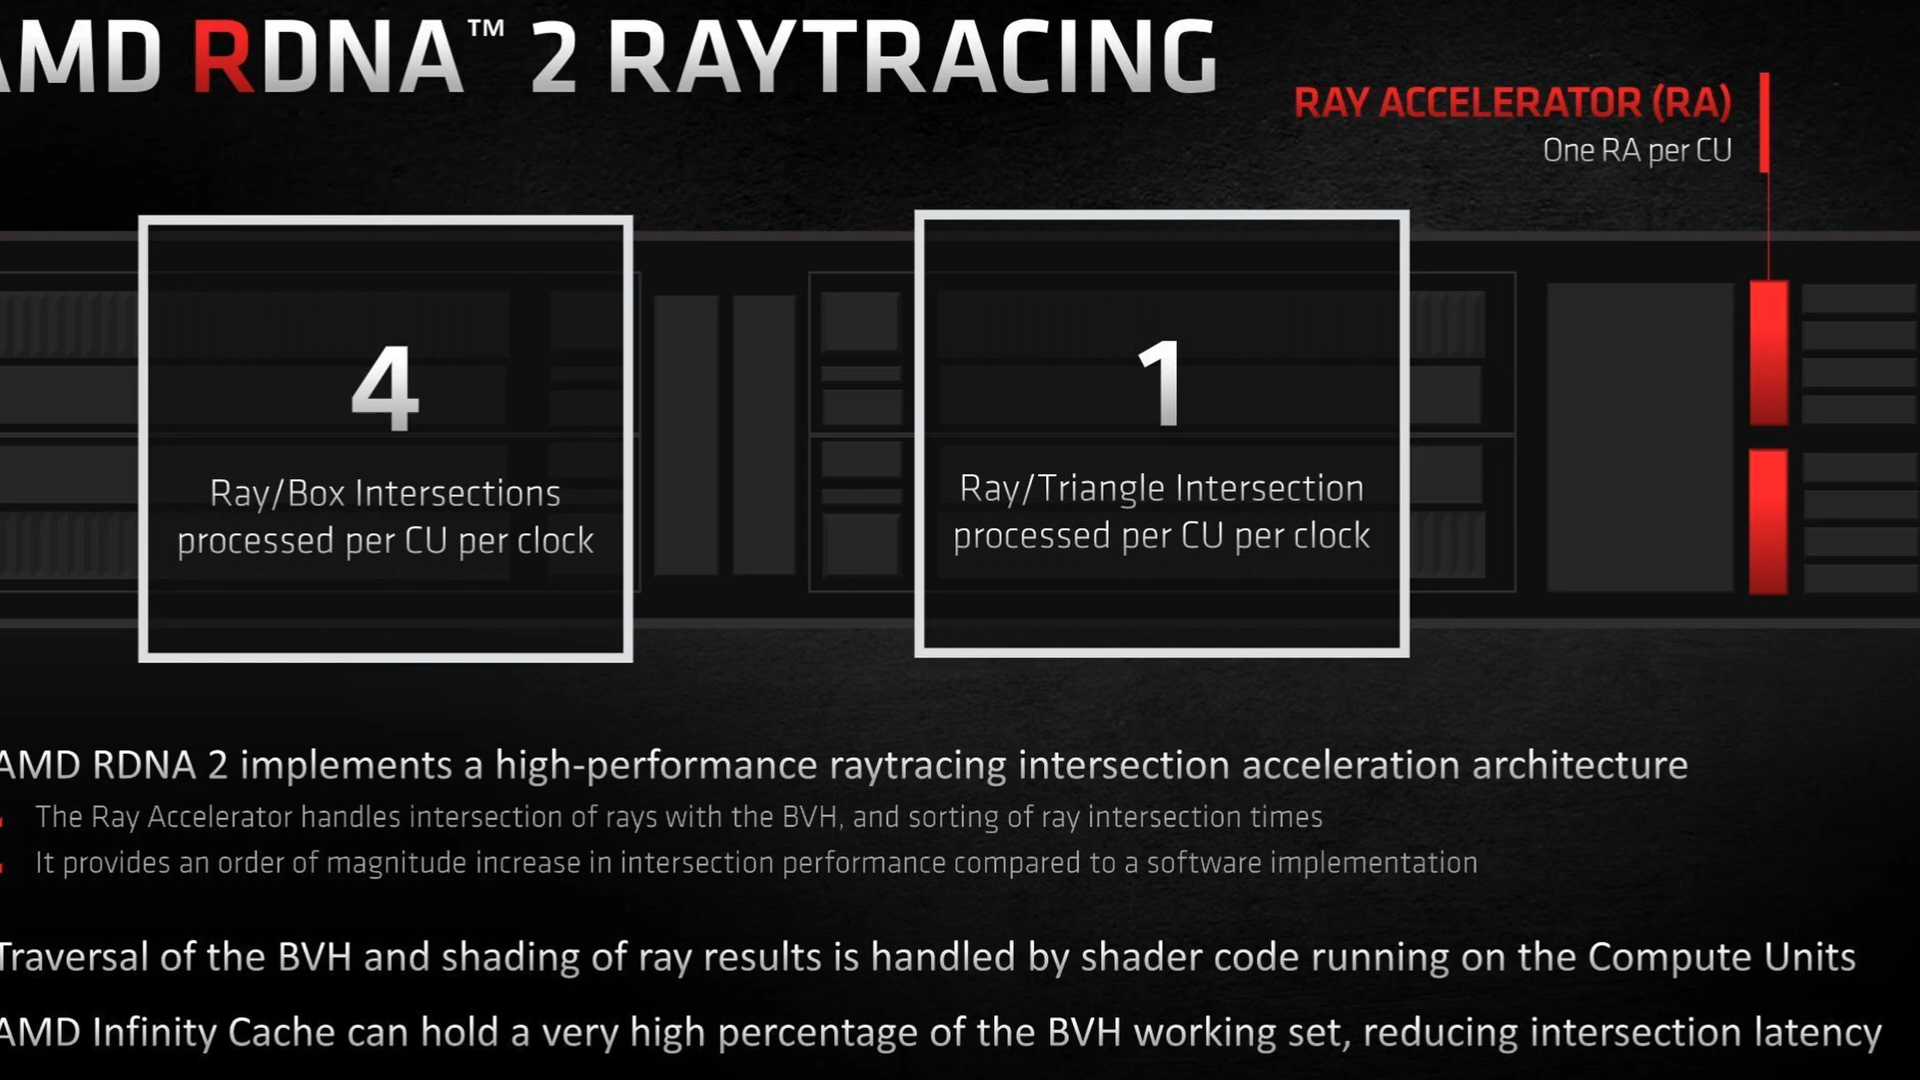 AMD RDNA™ 2 RAYTRACING
RAY ACCELERATOR (RA)
One RA per CU
4
Ray/Box Intersections
processed per CU per clock
1
Ray/Triangle Intersection
processed per CU per clock
AMD RDNA 2 implements a high-performance raytracing intersection acceleration architecture
The Ray Accelerator handles intersection of rays with the BVH, and sorting of ray intersection times
It provides an order of magnitude increase in intersection performance compared to a software implementation
Traversal of the BVH and shading of ray results is handled by shader code running on the Compute Units
AMD Infinity Cache can hold a very high percentage of the BVH working set, reducing intersection latency